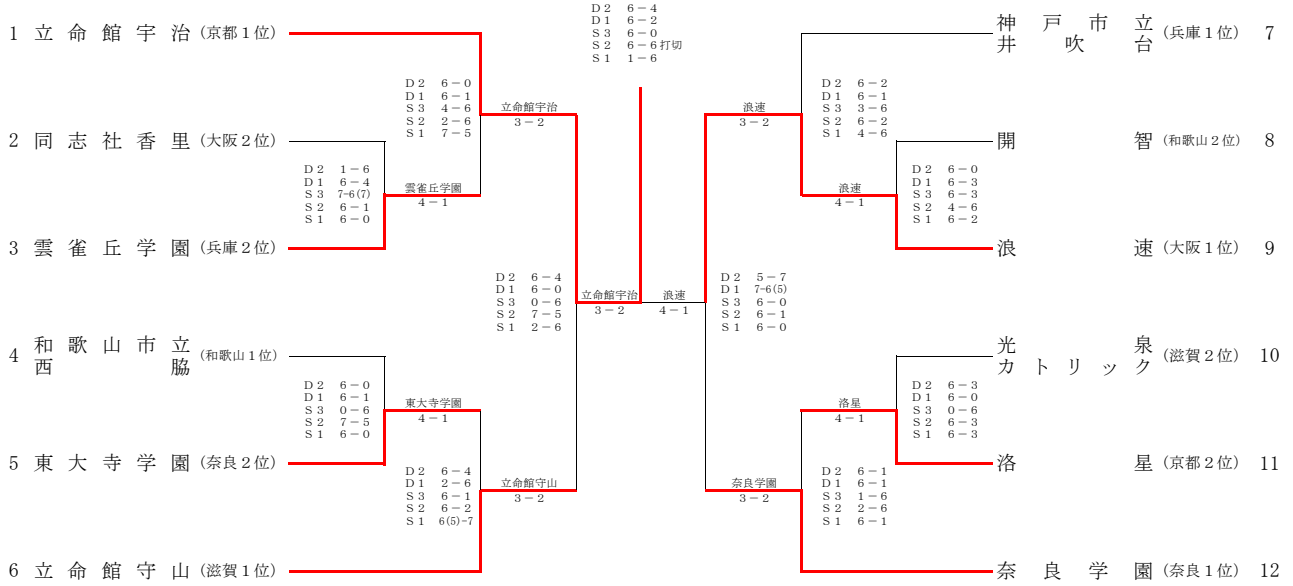 D2 6-4
D1 6-2
S3 6-0
S2 6-6打切
S1 1-6
1 立命館宇治 (京都1位)
D2 6-0
D1 6-1
S3 4-6
S2 2-6
S1 7-5
立命館宇治
3-2
2 同志社香里 (大阪2位)
D2 1-6
D1 6-4
S3 7-6(7)
S2 6-1
S1 6-0
雲雀丘学園
4-1
3 雲雀丘学園 (兵庫2位)
D2 6-4
D1 6-0
S3 0-6
S2 7-5
S1 2-6
立命館宇治
3-2
4 和歌山市立西脇 (和歌山1位)
D2 6-0
D1 6-1
S3 0-6
S2 7-5
S1 6-0
東大寺学園
4-1
5 東大寺学園 (奈良2位)
D2 6-4
D1 2-6
S3 6-1
S2 6-2
S1 6(5)-7
立命館守山
3-2
6 立命館守山 (滋賀1位)
神戸市立井吹台 (兵庫1位) 7
浪速
3-2
D2 6-2
D1 6-1
S3 3-6
S2 6-2
S1 4-6
開智 (和歌山2位) 8
浪速
4-1
D2 6-0
D1 6-3
S3 6-3
S2 4-6
S1 6-2
浪速 (大阪1位) 9
浪速
4-1
D2 5-7
D1 7-6(5)
S3 6-0
S2 6-1
S1 6-0
光泉カトリック (滋賀2位) 10
洛星
4-1
D2 6-3
D1 6-0
S3 0-6
S2 6-3
S1 6-3
洛星 (京都2位) 11
奈良学園
3-2
D2 6-1
D1 6-1
S3 1-6
S2 2-6
S1 6-1
奈良学園 (奈良1位) 12